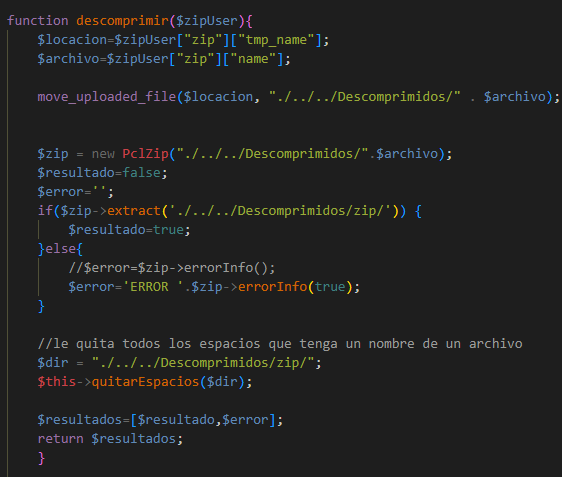 function descomprimir($zipUser){
$locacion=$zipUser["zip"]["tmp_name"];
$archivo=$zipUser["zip"]["name"];
move_uploaded_file($locacion, "./../../Descomprimidos/" . $archivo);
$zip = new PclZip("./../../Descomprimidos/".$archivo);
$resultado=false;
$error='';
if($zip->extract('./../../Descomprimidos/zip/')) {
$resultado=true;
}else{
//$error=$zip->errorInfo();
$error='ERROR '.$zip->errorInfo(true);
}
//le quita todos los espacios que tenga un nombre de un archivo
$dir = "./../../Descomprimidos/zip/";
$this->quitarEspacios($dir);
$resultados=[$resultado,$error];
return $resultados;
}